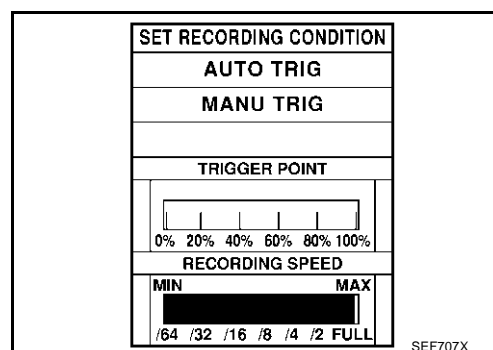 SET RECORDING CONDITION
AUTO TRIG
MANU TRIG
TRIGGER POINT
0% 20% 40% 60% 80% 100%
RECORDING SPEED
MIN MAX
/64 /32 /16 /8 /4 /2 FULL
SEF707X